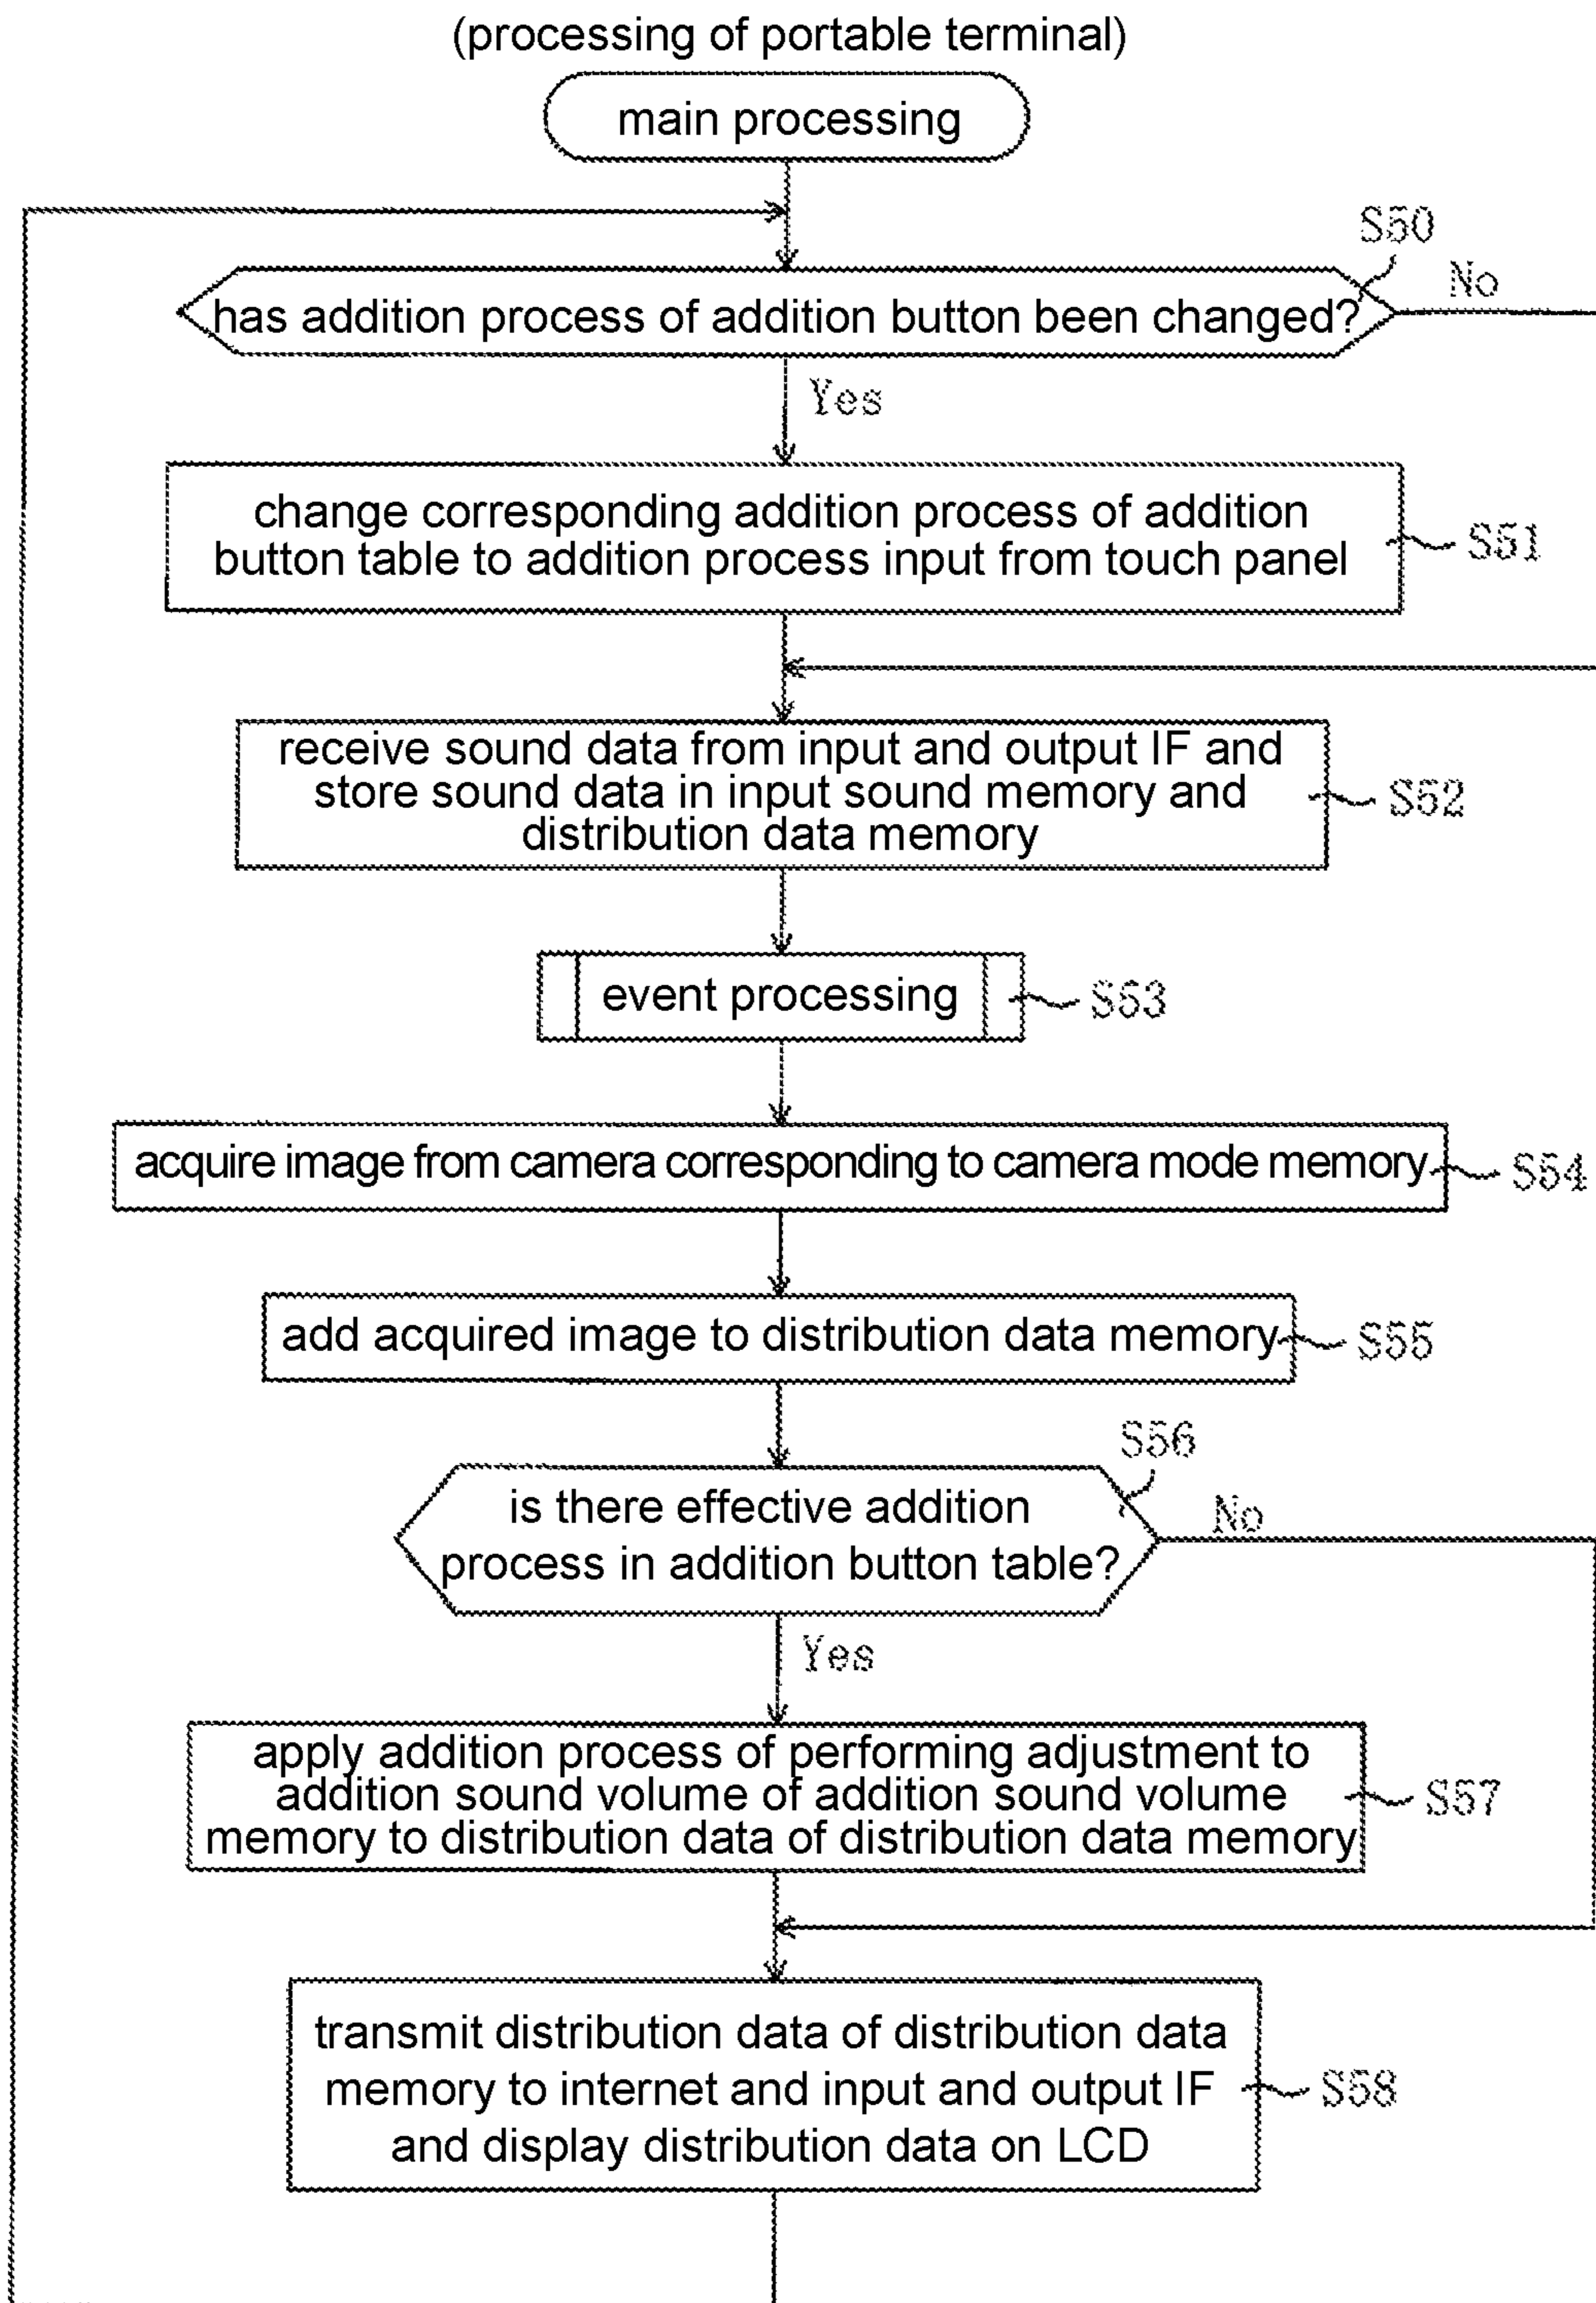 (processing of portable terminal)
main processing
S50
has addition process of addition button been changed?
No
Yes
change corresponding addition process of addition
button table to addition process input from touch panel
S51
receive sound data from input and output IF and
store sound data in input sound memory and
distribution data memory
S52
event processing
S53
acquire image from camera corresponding to camera mode memory
S54
add acquired image to distribution data memory
S55
S56
is there effective addition
process in addition button table?
No
Yes
apply addition process of performing adjustment to
addition sound volume of addition sound volume
memory to distribution data of distribution data memory
S57
transmit distribution data of distribution data
memory to internet and input and output IF
and display distribution data on LCD
S58